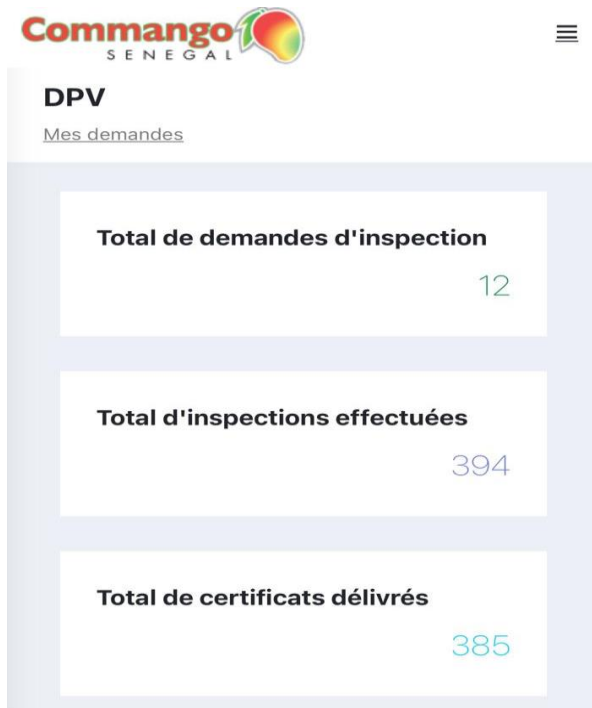 Commango
SENEGAL
DPV
Mes demandes
Total de demandes d'inspection
12
Total d'inspections effectuées
394
Total de certificats délivrés
385